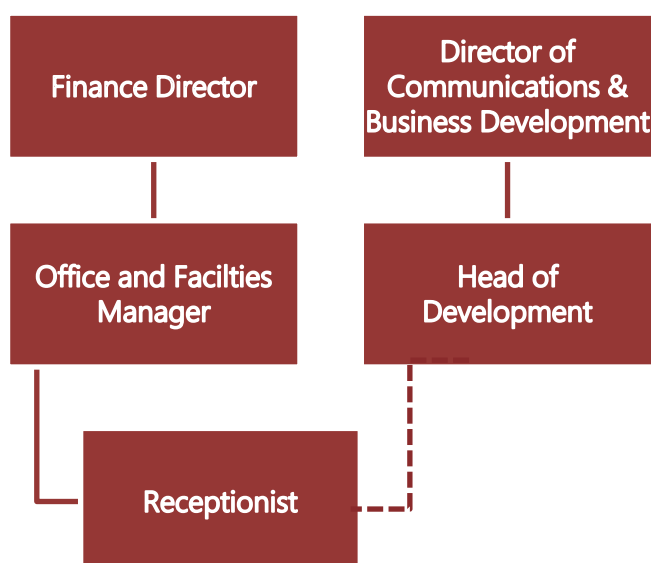 Finance Director
Director of
Communications &
Business Development
Office and Facilties
Manager
Head of
Development
Receptionist